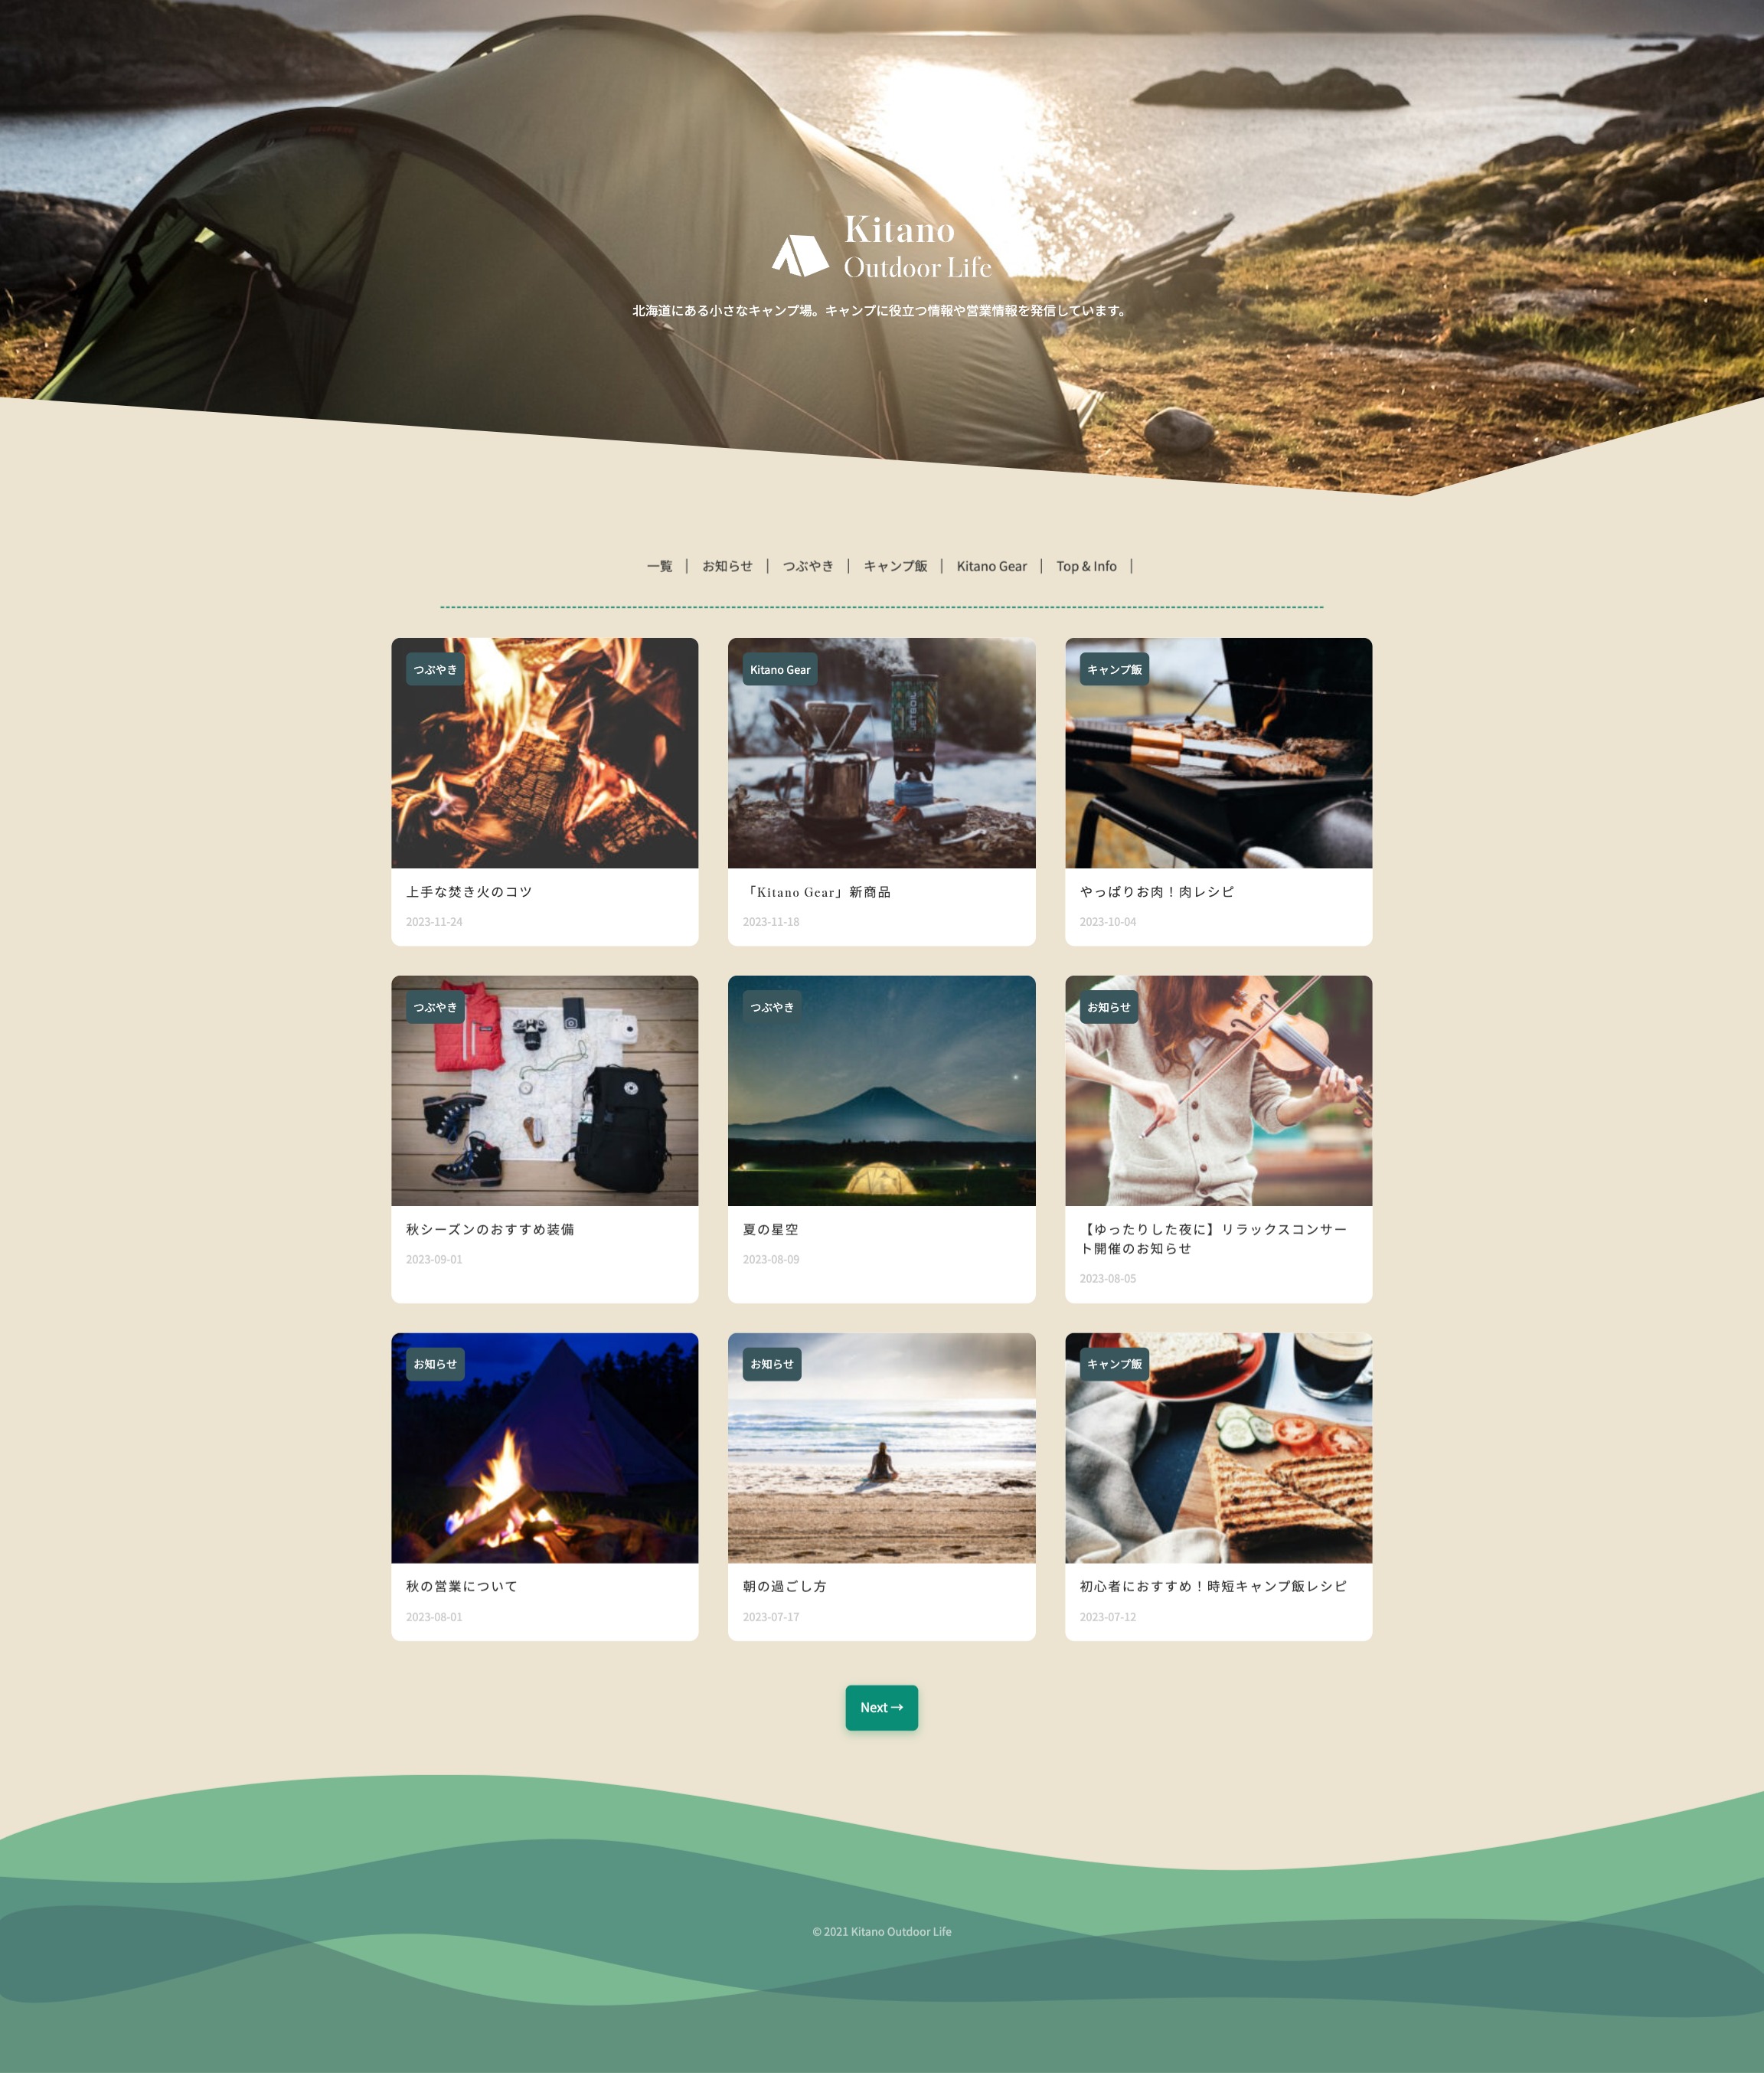 Kitano
Outdoor Life
北海道にある小さなキャンプ場。キャンプに役立つ情報や営業情報を発信しています。
一覧 | お知らせ | つぶやき | キャンプ飯 | Kitano Gear | Top & Info |
つぶやき
Kitano Gear
JETBOIL
キャンプ飯
上手な焚き火のコツ
2023-11-24
「Kitano Gear」新商品
2023-11-18
やっぱりお肉！肉レシピ
2023-10-04
つぶやき
つぶやき
お知らせ
秋シーズンのおすすめ装備
2023-09-01
夏の星空
2023-08-09
【ゆったりした夜に】リラックスコンサー
ト開催のお知らせ
2023-08-05
お知らせ
お知らせ
キャンプ飯
秋の営業について
2023-08-01
朝の過ごし方
2023-07-17
初心者におすすめ！時短キャンプ飯レシピ
2023-07-12
Next →
© 2021 Kitano Outdoor Life